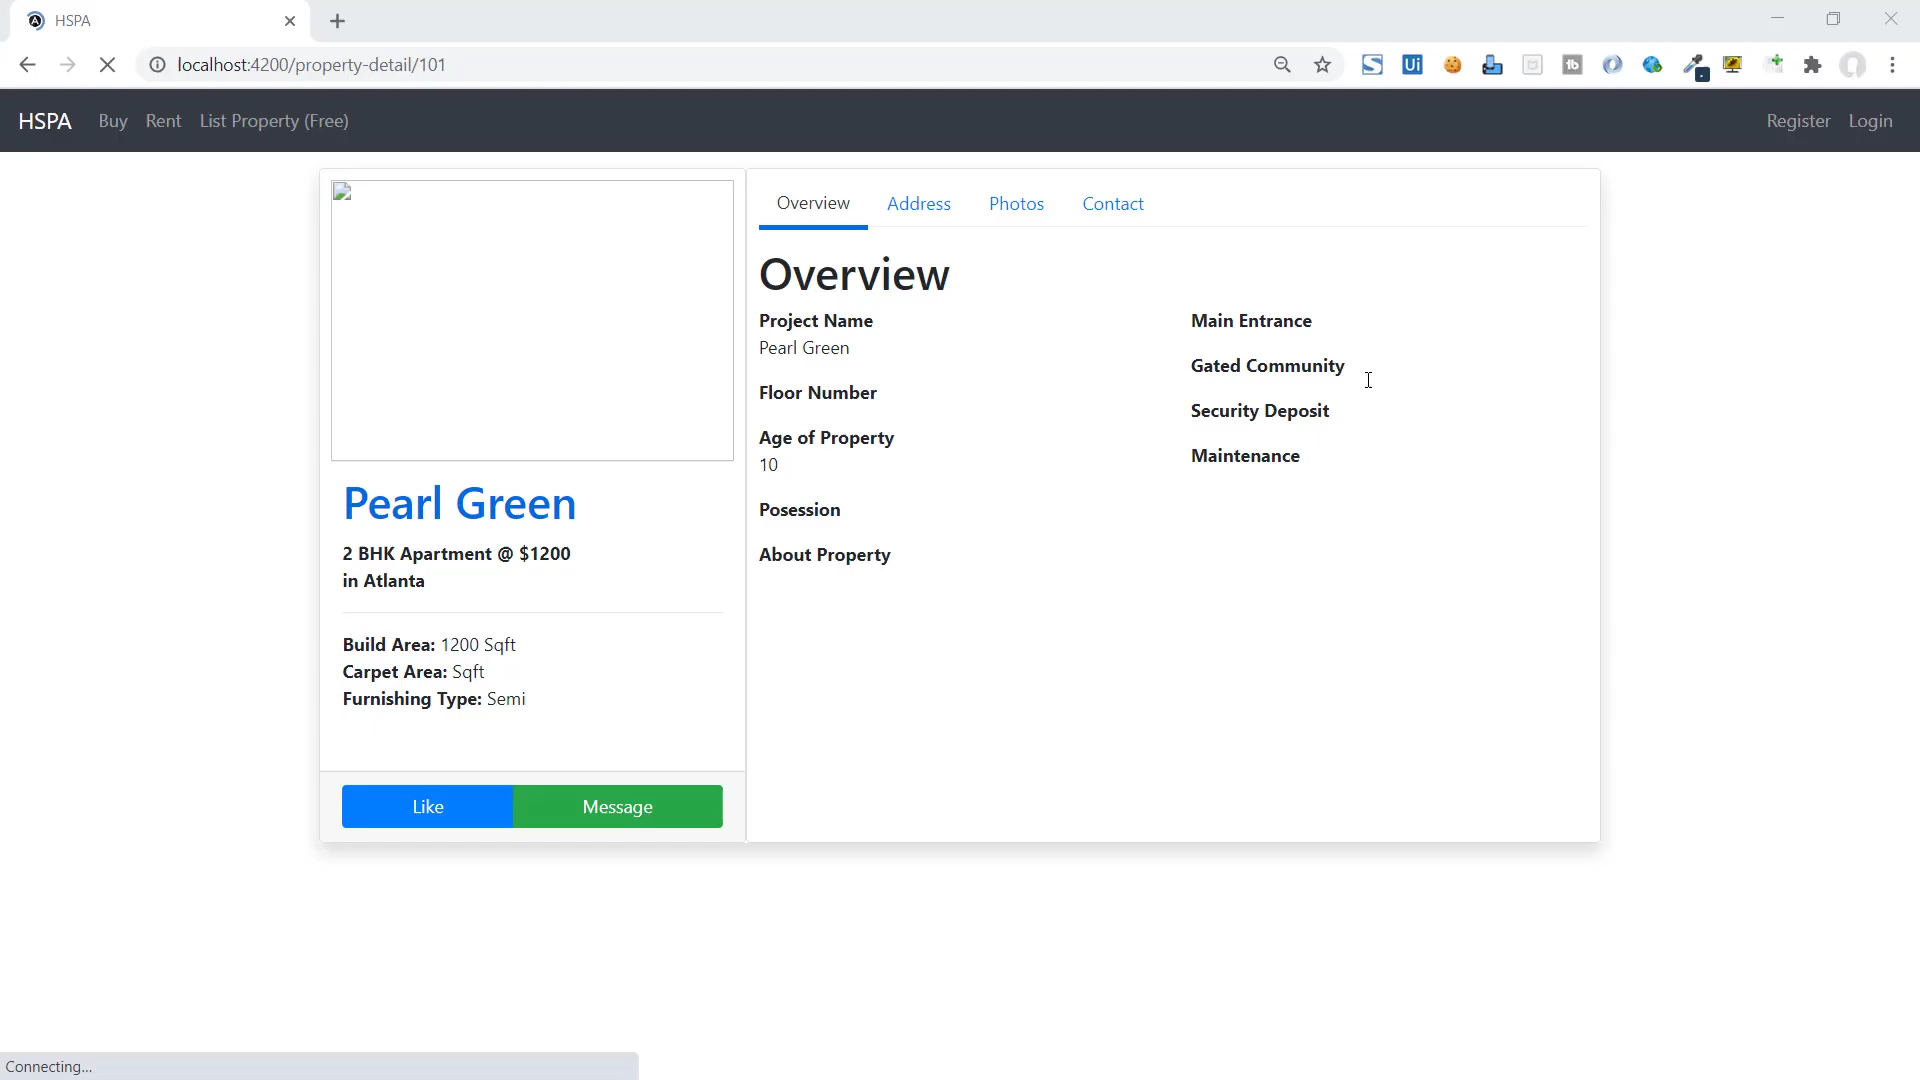 HSPA
localhost:4200/property-detail/101
HSPA Buy Rent List Property (Free) Register Login
Overview Address Photos Contact
Overview
Project Name
Pearl Green
Floor Number
Age of Property
10
Posession
About Property
Main Entrance
Gated Community
Security Deposit
Maintenance
Pearl Green
2 BHK Apartment @ $1200
in Atlanta
Build Area: 1200 Sqft
Carpet Area: Sqft
Furnishing Type: Semi
Like Message
Connecting...